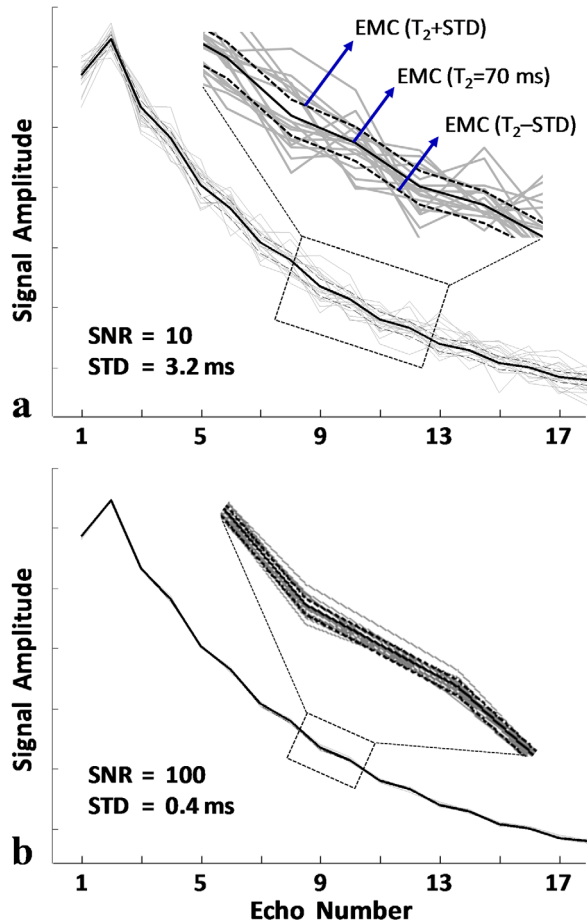 EMC (T₂+STD)
EMC (T₂=70 ms)
EMC (T₂–STD)
Signal Amplitude
SNR = 10
STD = 3.2 ms
a
1 5 9 13 17
Signal Amplitude
SNR = 100
STD = 0.4 ms
b
1 5 9 13 17
Echo Number